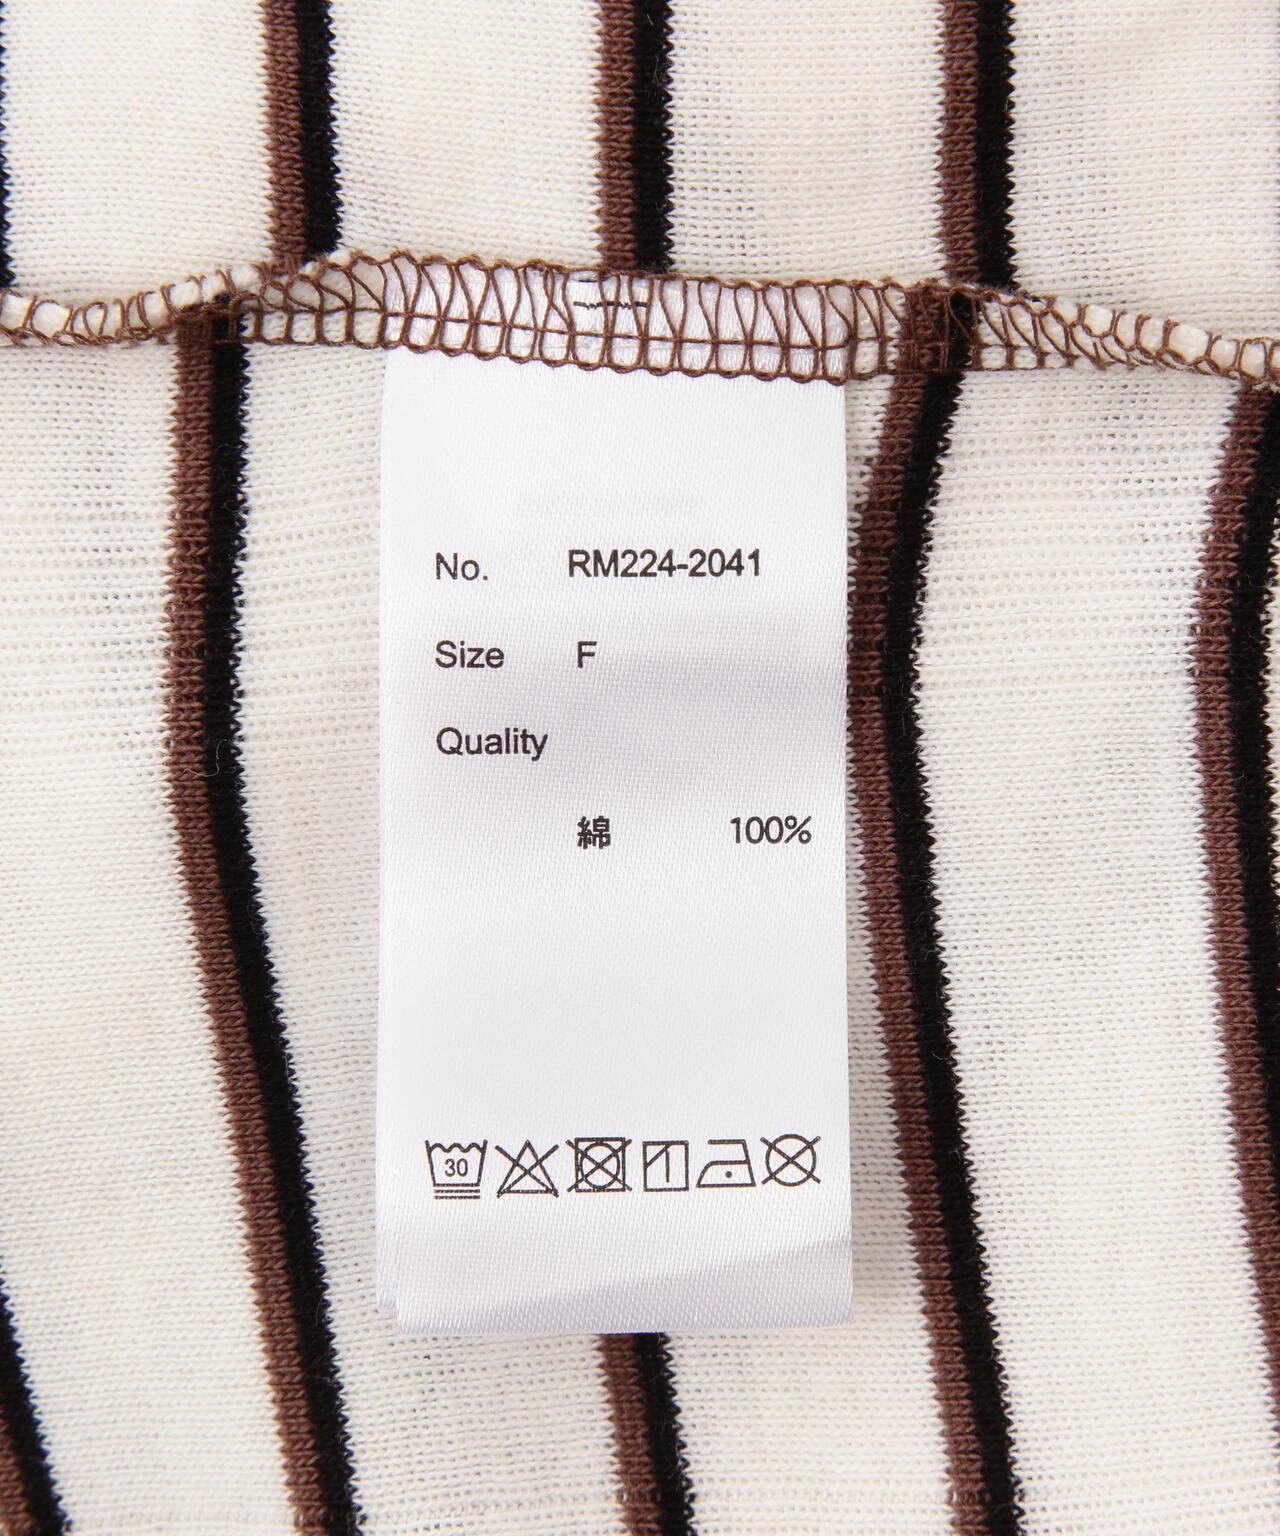 No. RM224-2041
Size F
Quality
綿 100%
30